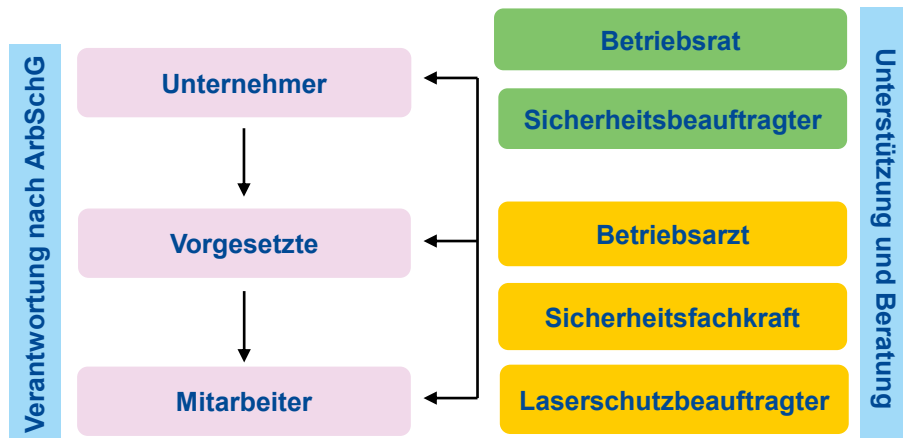 Verantwortung nach ArbSchG
Unternehmer
Vorgesetzte
Mitarbeiter
Betriebsrat
Sicherheitsbeauftragter
Betriebsarzt
Sicherheitsfachkraft
Laserschutzbeauftragter
Unterstützung und Beratung